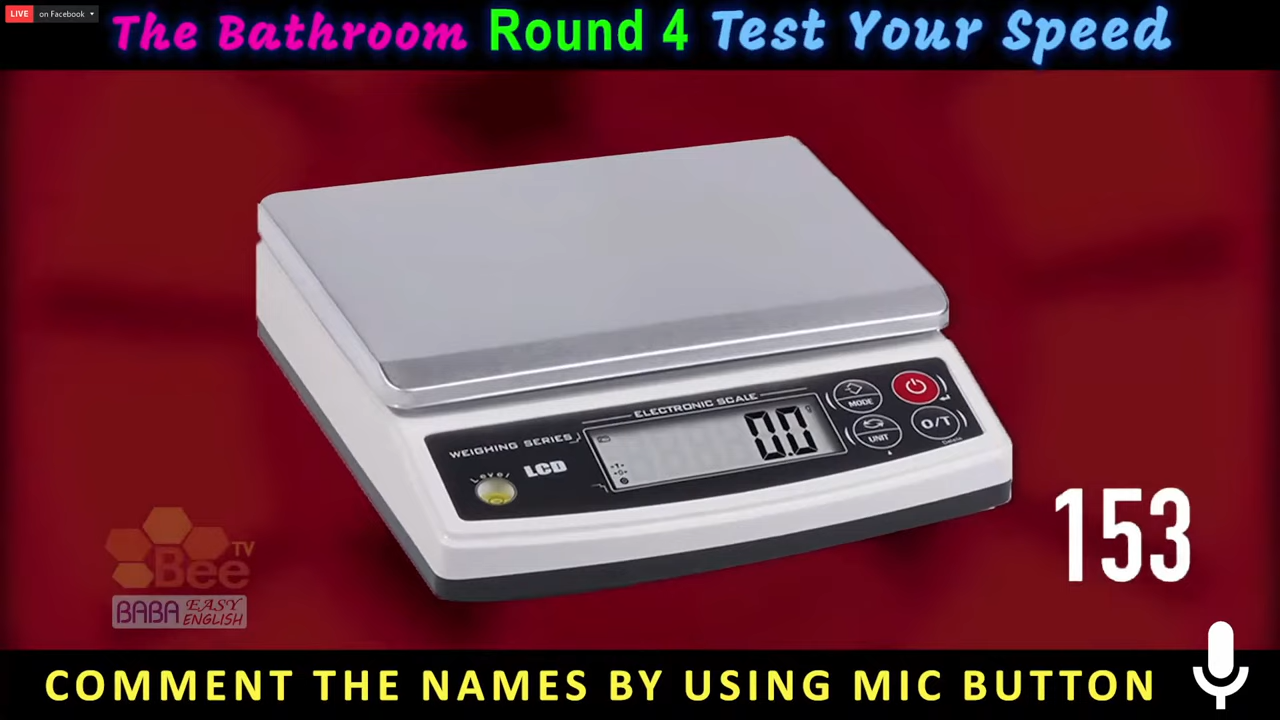 LIVE on Facebook
The Bathroom Round 4 Test Your Speed
ELECTRONIC SCALE
WEIGHING SERIES
LCD
Level
0.0
MODE
UNIT
O/T
153
Bee TV
BABA EASY ENGLISH
COMMENT THE NAMES BY USING MIC BUTTON